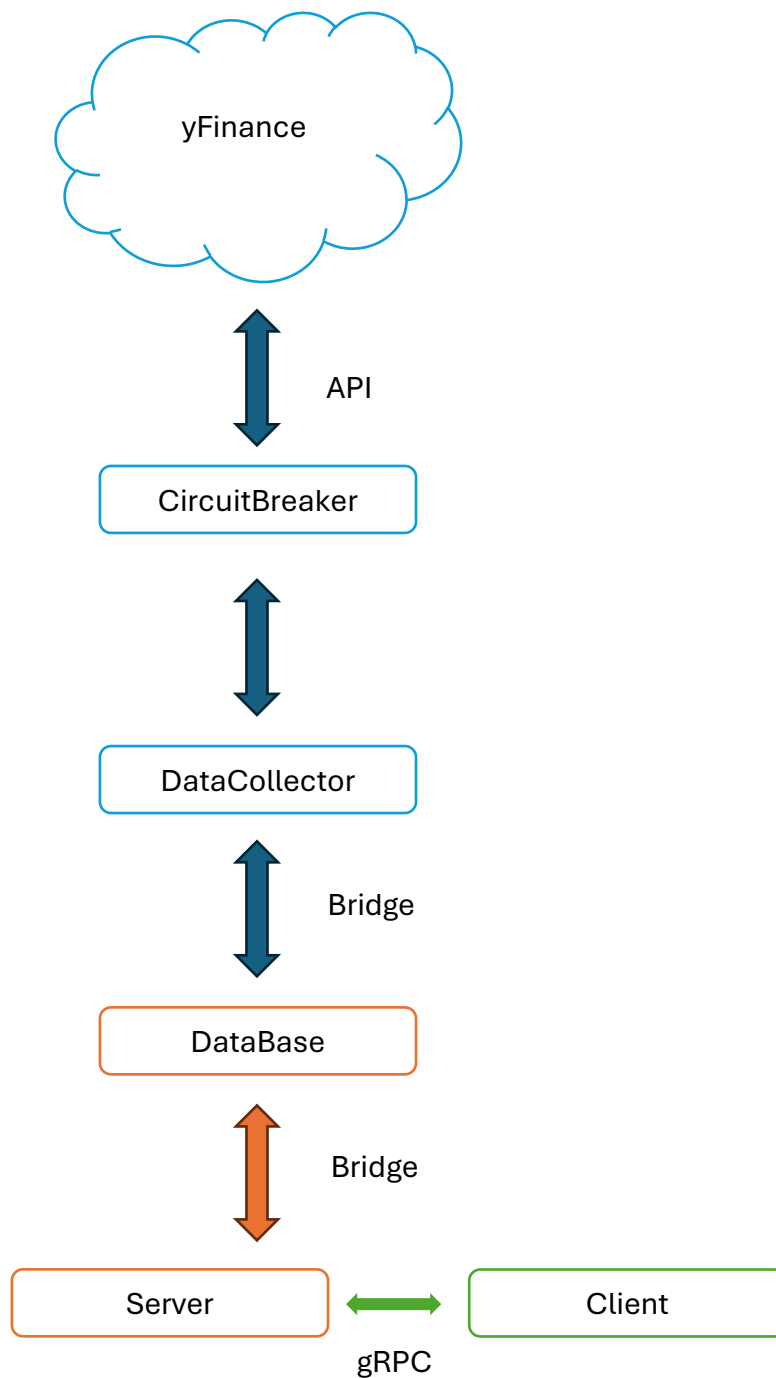 yFinance
API
CircuitBreaker
DataCollector
Bridge
DataBase
Bridge
Server
Client
gRPC